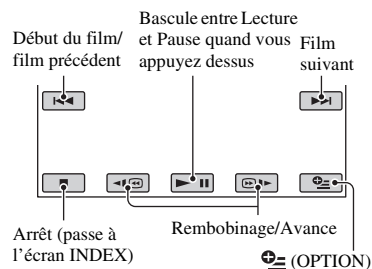 Début du film/
film précédent
Bascule entre Lecture
et Pause quand vous
appuyez dessus
Film
suivant
Arrêt (passe à
l'écran INDEX)
Rembobinage/Avance
(OPTION)